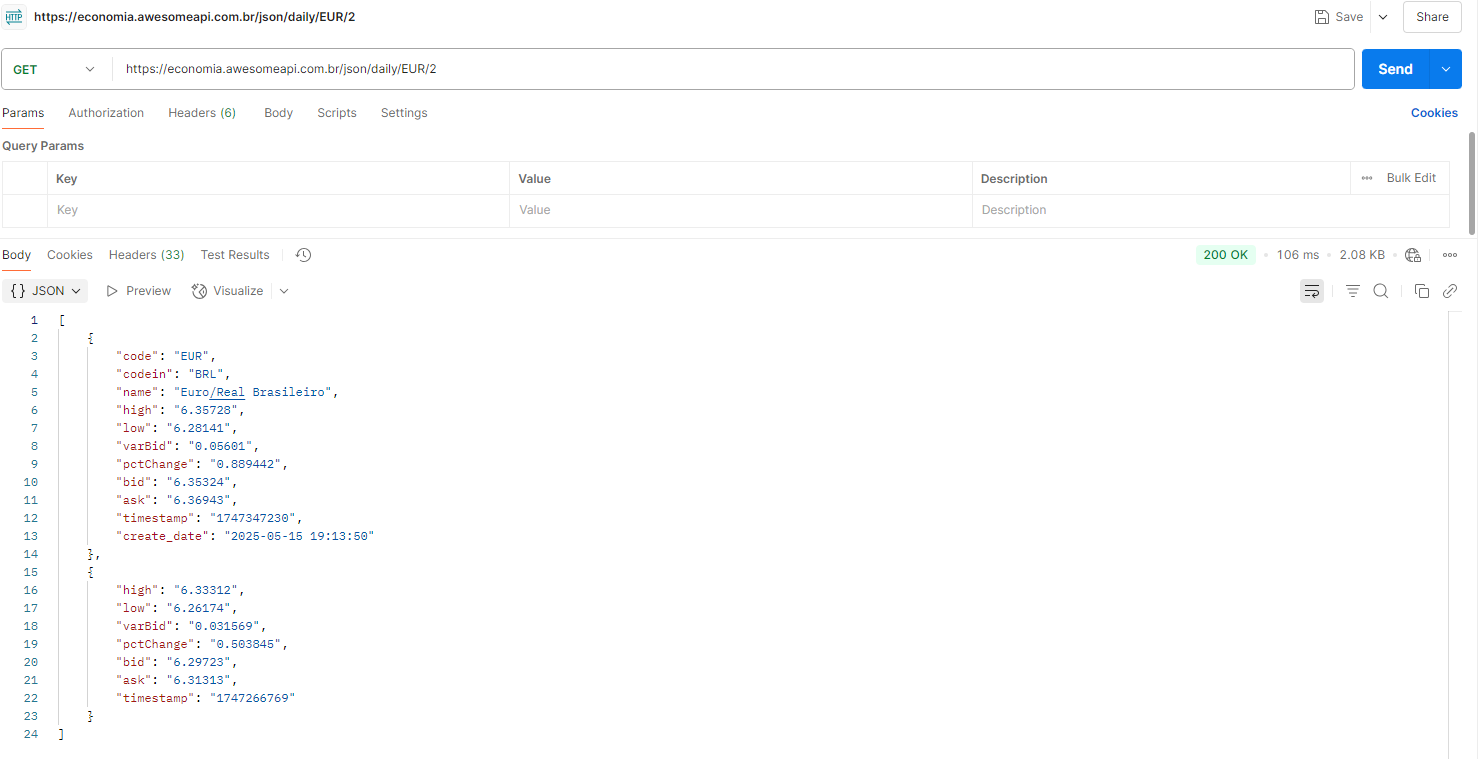 HTTP https://economia.awesomeapi.com.br/json/daily/EUR/2 Save Share
GET https://economia.awesomeapi.com.br/json/daily/EUR/2 Send
Params Authorization Headers (6) Body Scripts Settings Cookies
Query Params
Key Value Description Bulk Edit
Key Value Description
Body Cookies Headers (33) Test Results 200 OK 106 ms 2.08 KB
{} JSON Preview Visualize
1 [
2 {
3 "code": "EUR",
4 "codein": "BRL",
5 "name": "Euro/Real Brasileiro",
6 "high": "6.35728",
7 "low": "6.28141",
8 "varBid": "0.05601",
9 "pctChange": "0.889442",
10 "bid": "6.35324",
11 "ask": "6.36943",
12 "timestamp": "1747347230",
13 "create_date": "2025-05-15 19:13:50"
14 },
15 {
16 "high": "6.33312",
17 "low": "6.26174",
18 "varBid": "0.031569",
19 "pctChange": "0.503845",
20 "bid": "6.29723",
21 "ask": "6.31313",
22 "timestamp": "1747266769"
23 }
24 ]